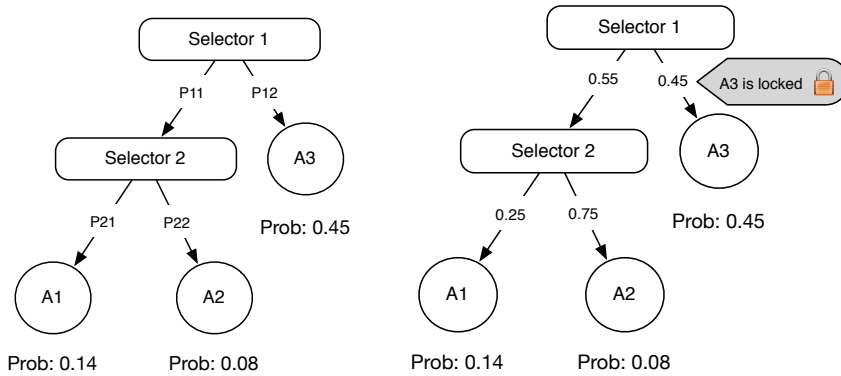 Selector 1
P11
P12
Selector 2
A3
P21
P22
Prob: 0.45
A1
A2
Prob: 0.14
Prob: 0.08
Selector 1
0.55
0.45
A3 is locked
Selector 2
A3
0.25
0.75
Prob: 0.45
A1
A2
Prob: 0.14
Prob: 0.08